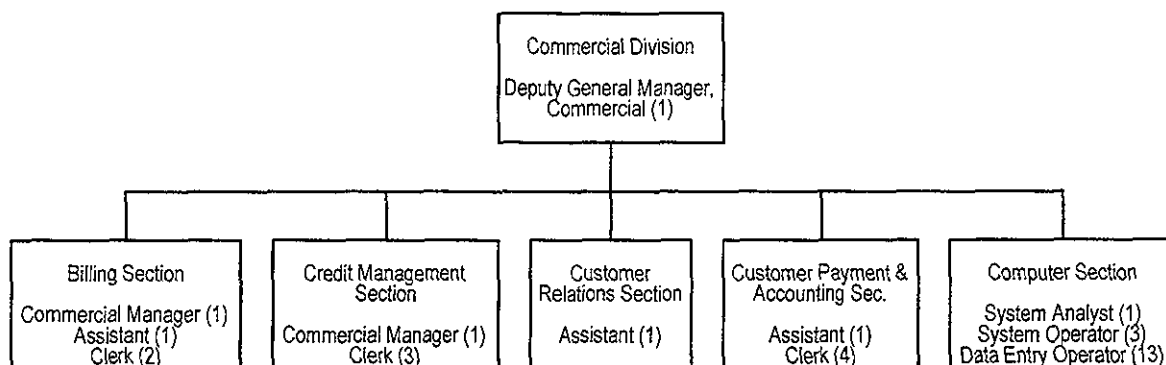 Commercial Division
Deputy General Manager,
Commercial (1)
Billing Section
Commercial Manager (1)
Assistant (1)
Clerk (2)
Credit Management
Section
Commercial Manager (1)
Clerk (3)
Customer
Relations Section
Assistant (1)
Customer Payment &
Accounting Sec.
Assistant (1)
Clerk (4)
Computer Section
System Analyst (1)
System Operator (3)
Data Entry Operator (13)